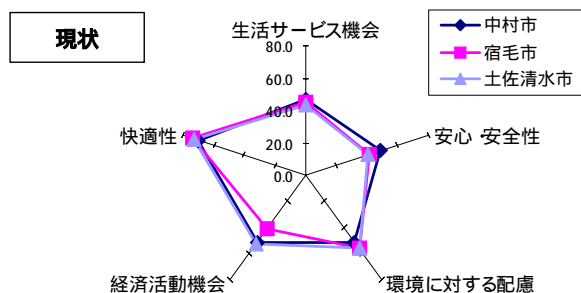 現状
生活サービス機会
中村市
宿毛市
土佐清水市
80.0
60.0
40.0
20.0
0.0
快適性
安心・安全性
経済活動機会
環境に対する配慮